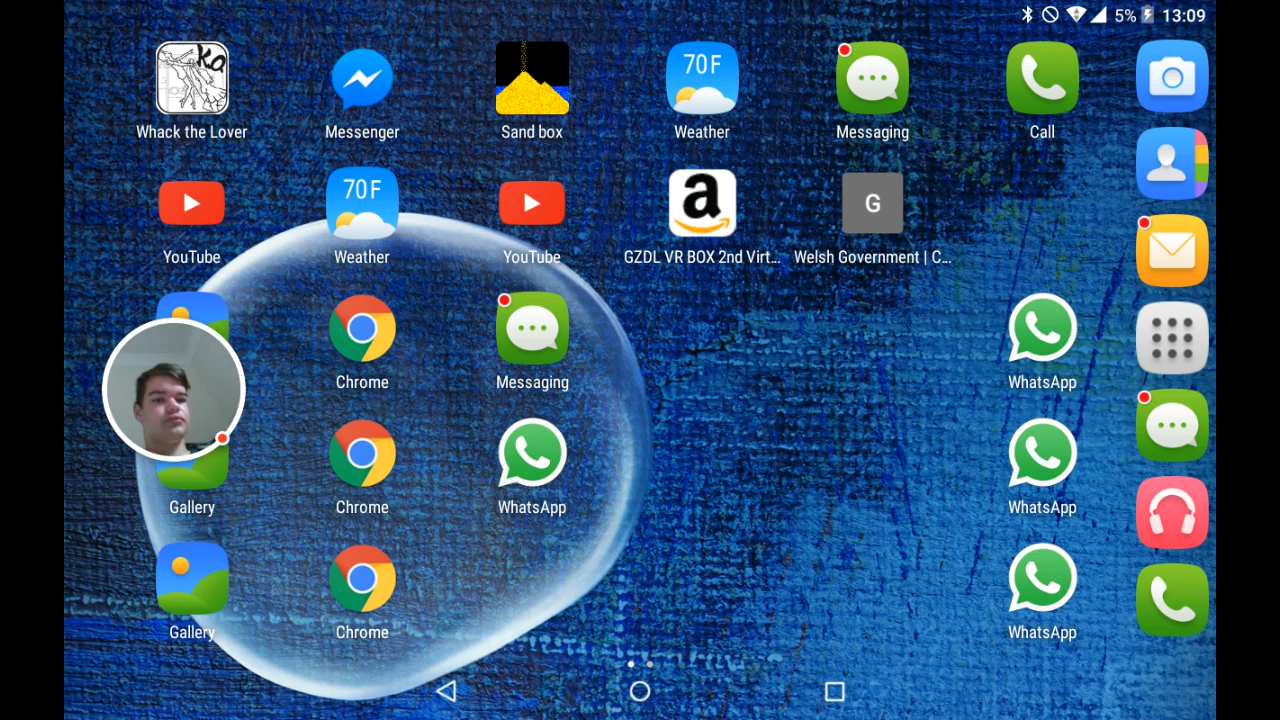 5% 13:09
KO
70F
Whack the Lover Messenger Sand box Weather Messaging Call
70F
a
G
YouTube Weather YouTube GZDL VR BOX 2nd Virt... Welsh Government | C...
Chrome Messaging WhatsApp
Gallery Chrome WhatsApp WhatsApp
Gallery Chrome WhatsApp